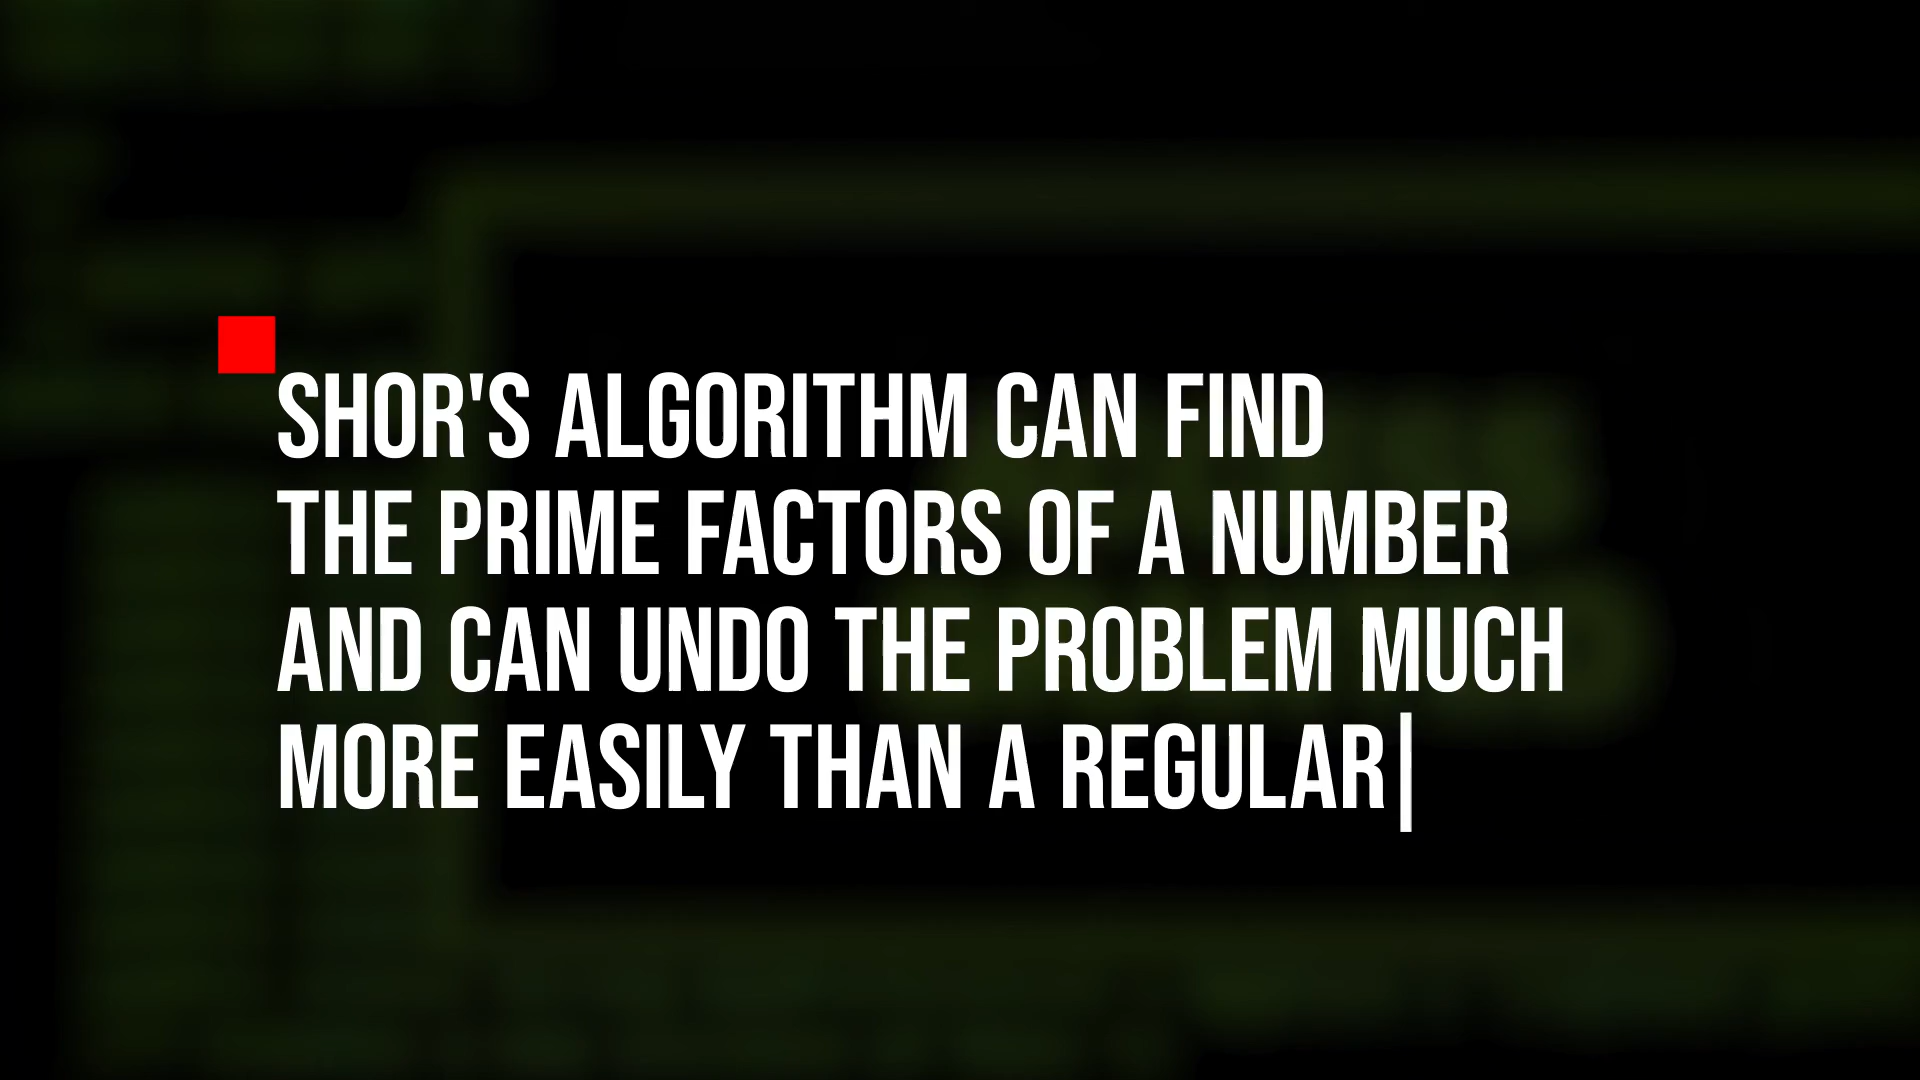 SHOR'S ALGORITHM CAN FIND
THE PRIME FACTORS OF A NUMBER
AND CAN UNDO THE PROBLEM MUCH
MORE EASILY THAN A REGULAR